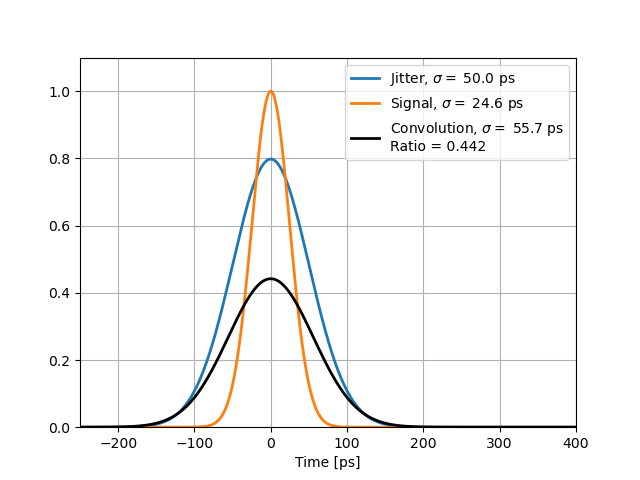 1.0
0.8
0.6
0.4
0.2
0.0
Jitter, σ = 50.0 ps
Signal, σ = 24.6 ps
Convolution, σ = 55.7 ps
Ratio = 0.442
−200 −100 0 100 200 300 400
Time [ps]